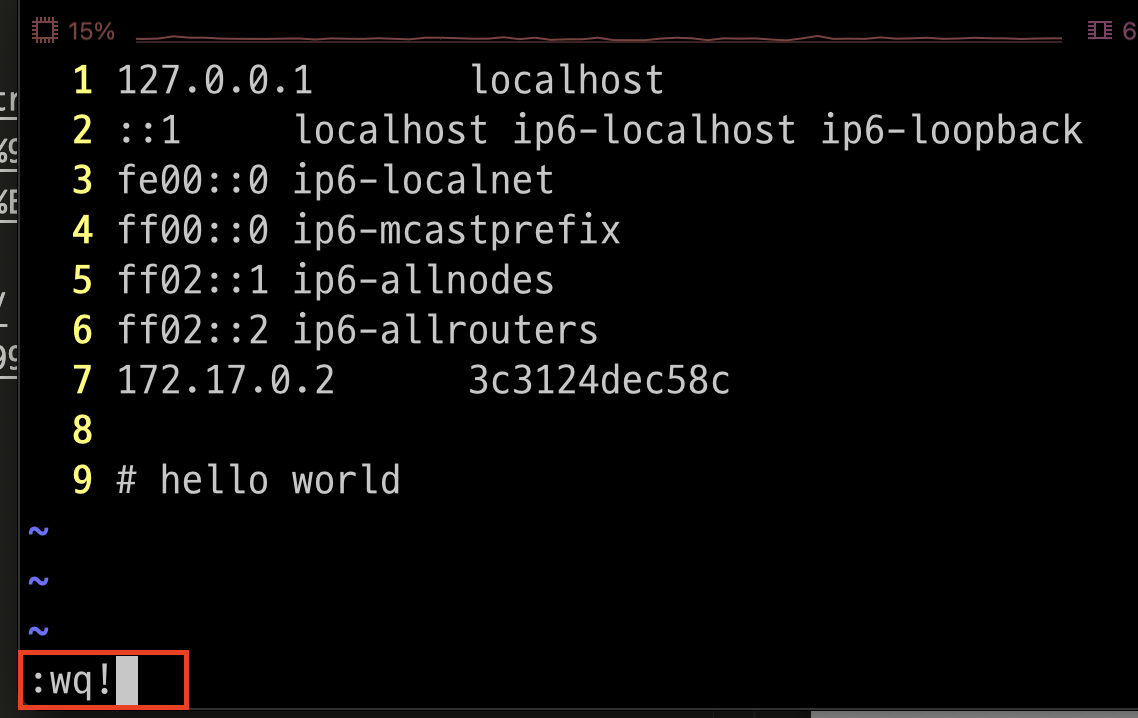 15% 6
1 127.0.0.1 localhost
2 ::1 localhost ip6-localhost ip6-loopback
3 fe00::0 ip6-localnet
4 ff00::0 ip6-mcastprefix
5 ff02::1 ip6-allnodes
6 ff02::2 ip6-allrouters
7 172.17.0.2 3c3124dec58c
8
9 # hello world
~
~
~
:wq!